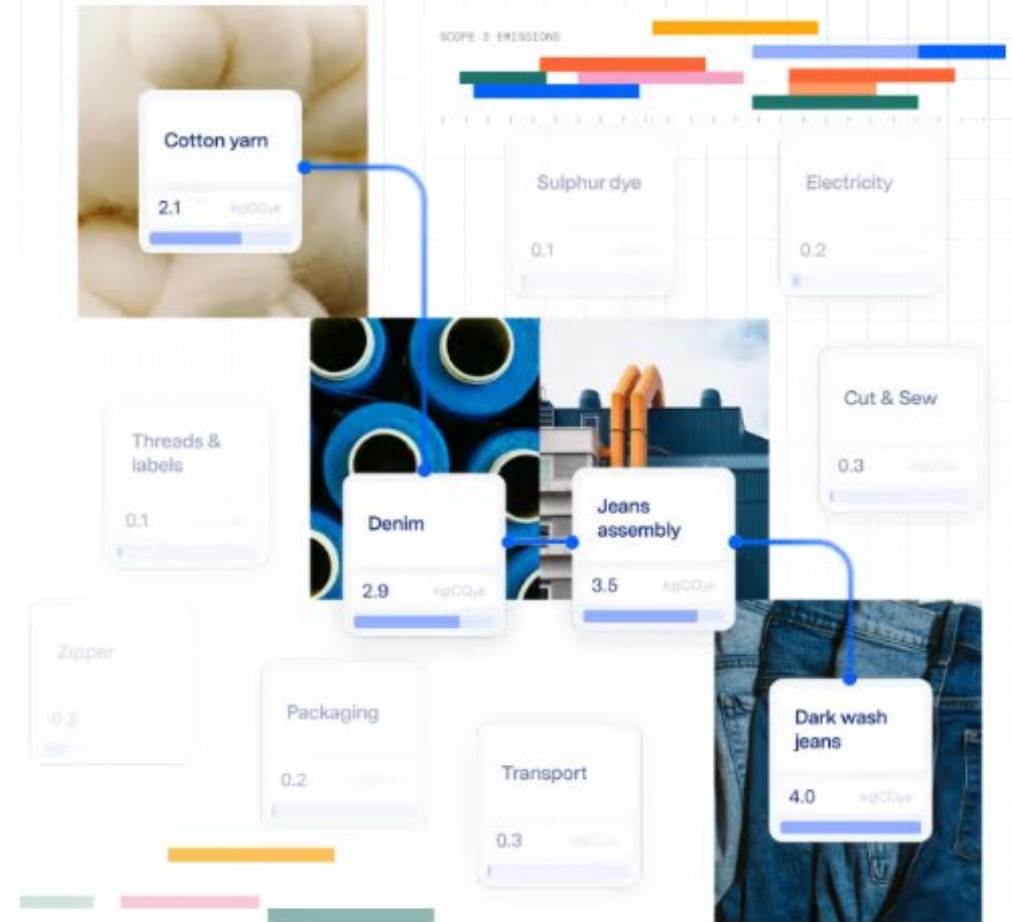 SCOPE 3 EMISSIONS
Cotton yarn
2.1 kgCO₂e
Sulphur dye
0.1
Electricity
0.2
Cut & Sew
0.3
Threads &
labels
0.1
Denim
2.9 kgCO₂e
Jeans
assembly
3.5 kgCO₂e
Zipper
Packaging
0.2
Transport
0.3
Dark wash
jeans
4.0 kgCO₂e